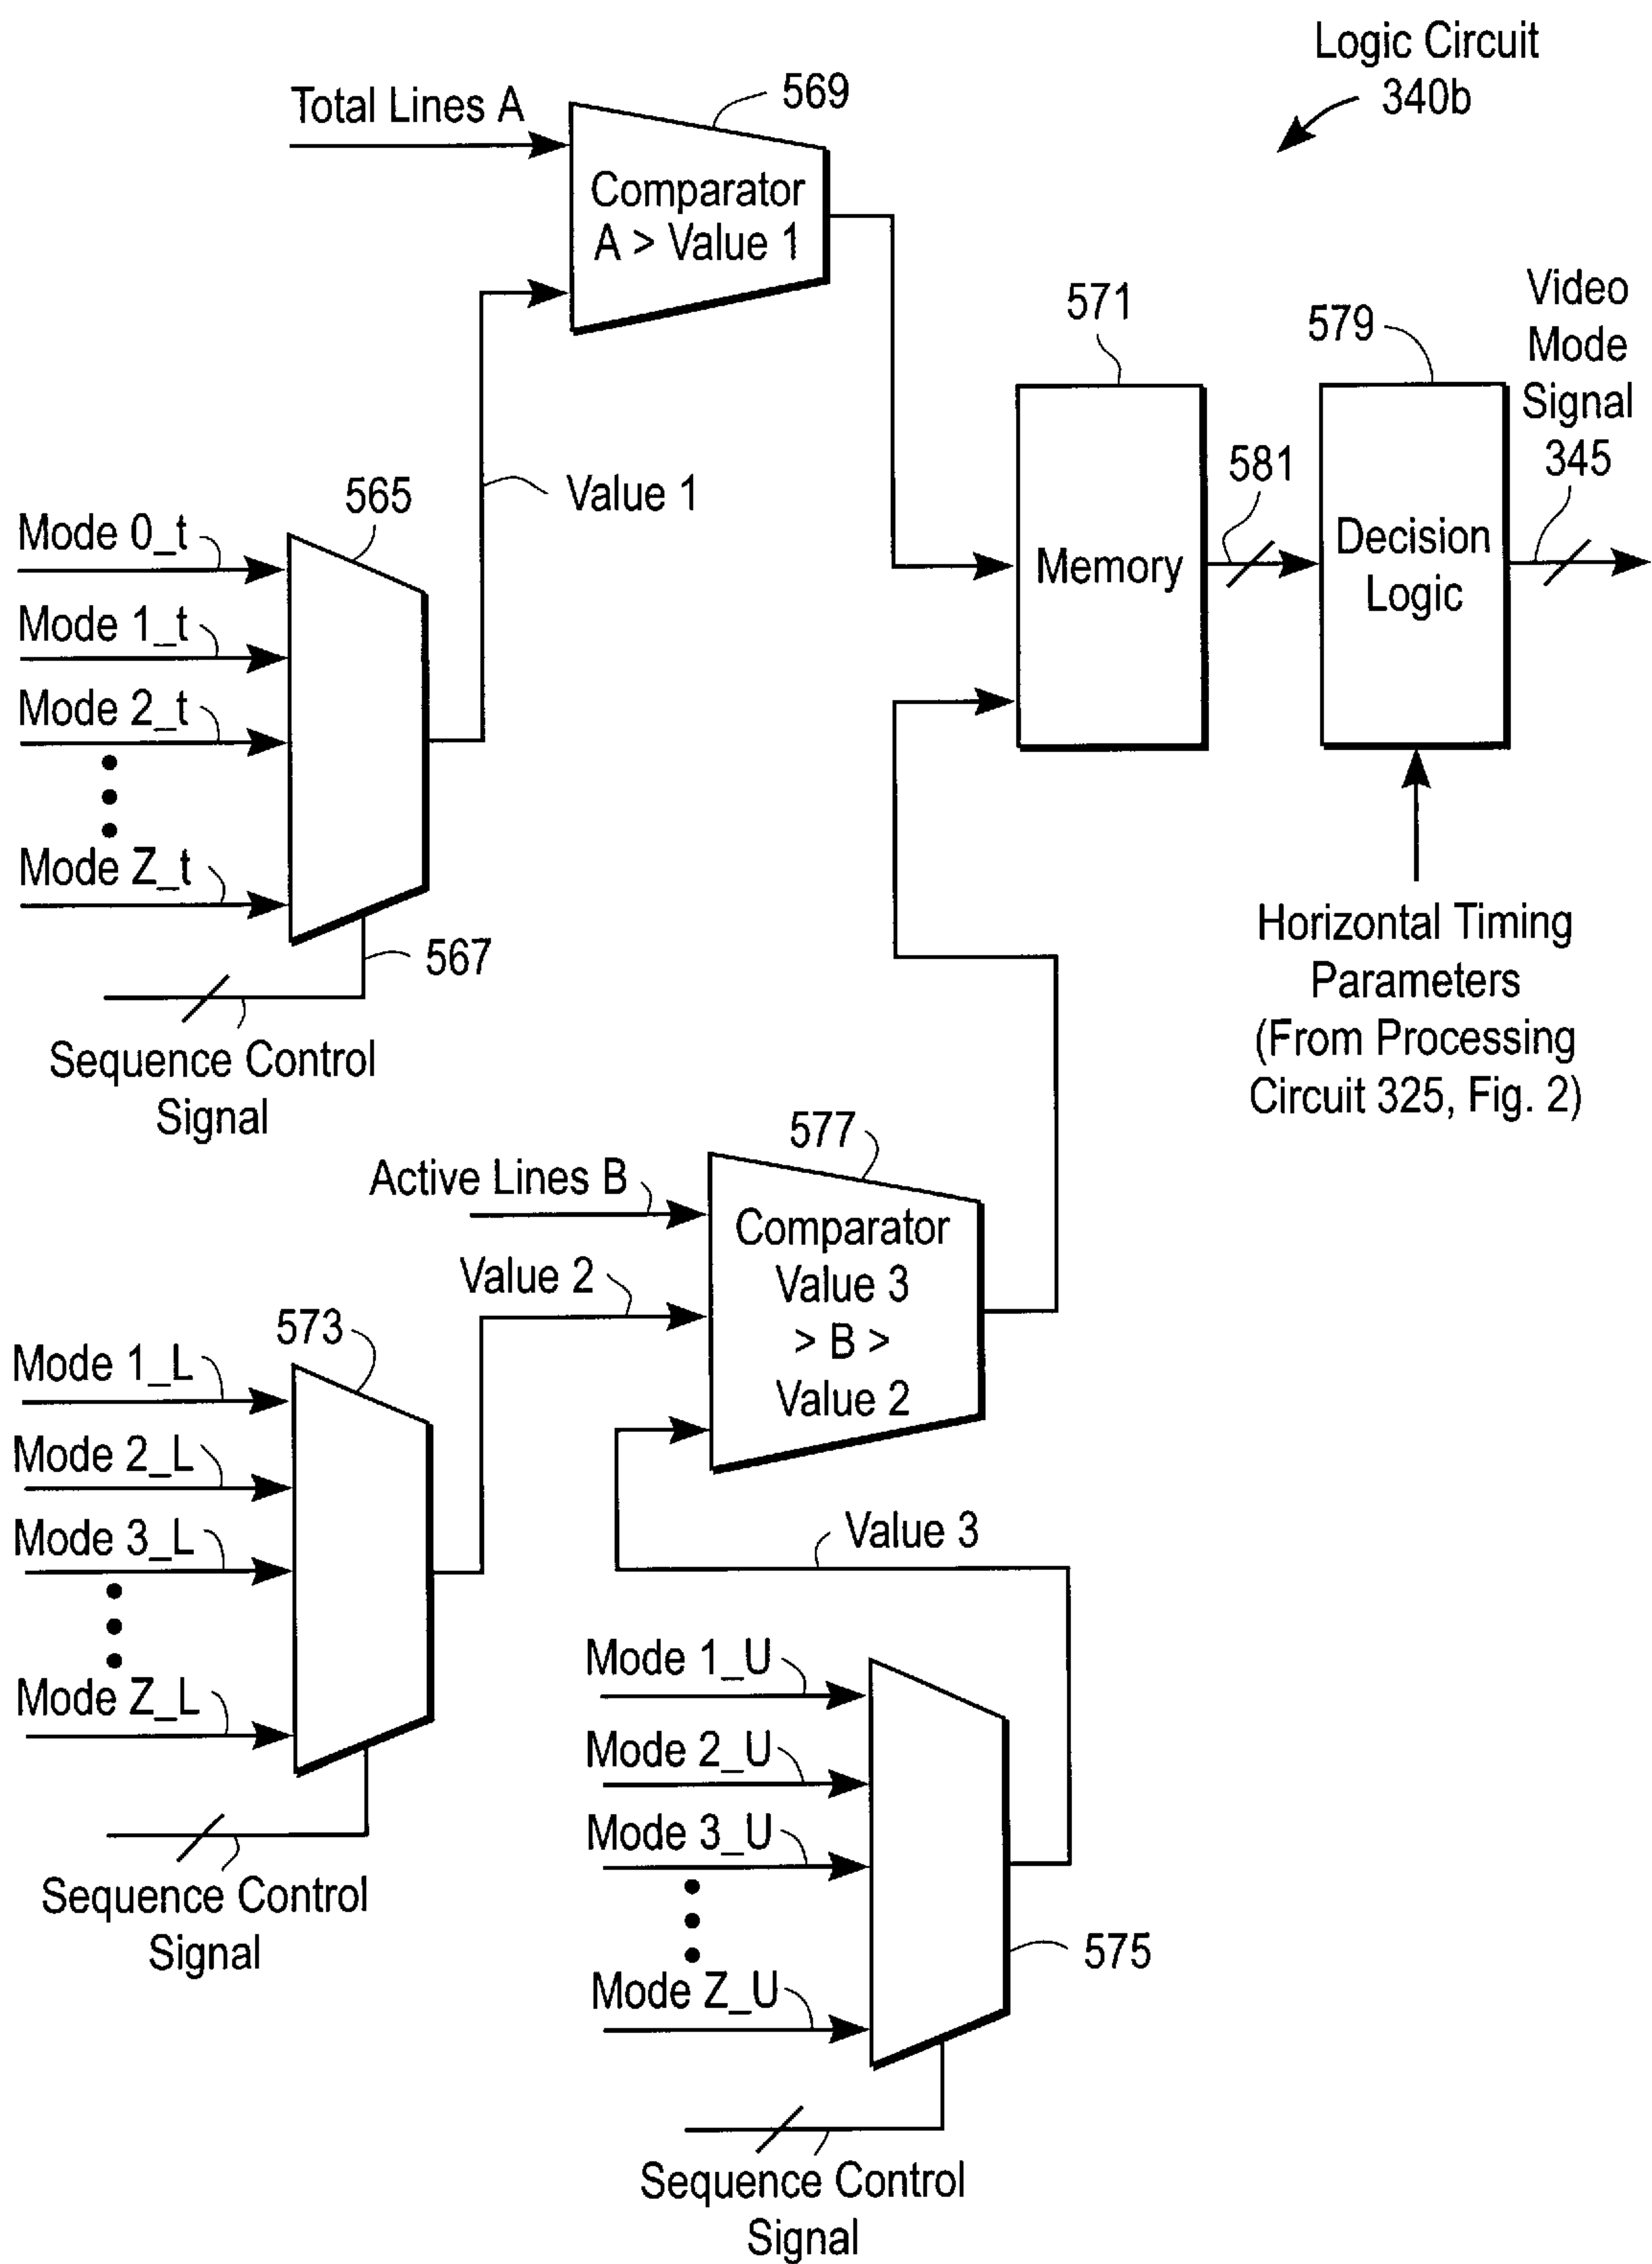 Logic Circuit
340b
Total Lines A
569
Comparator
A > Value 1
571
579
Video
Mode
Signal
345
581
Memory
Decision
Logic
Value 1
565
Mode 0_t
Mode 1_t
Mode 2_t
Mode Z_t
567
Sequence Control
Signal
Horizontal Timing
Parameters
(From Processing
Circuit 325, Fig. 2)
577
Active Lines B
Comparator
Value 3
> B >
Value 2
Value 2
573
Mode 1_L
Mode 2_L
Mode 3_L
Mode Z_L
Sequence Control
Signal
Value 3
Mode 1_U
Mode 2_U
Mode 3_U
Mode Z_U
575
Sequence Control
Signal